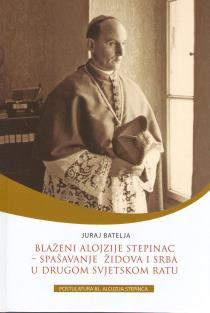 JURAJ BATELJA
BLAŽENI ALOJZIJE STEPINAC
– SPAŠAVANJE ŽIDOVA I SRBA
U DRUGOM SVJETSKOM RATU
POSTULATURA BL. ALOJZIJA STEPINCA